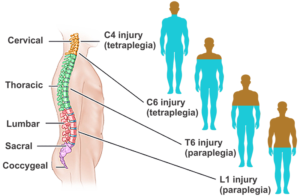 Cervical
Thoracic
Lumbar
Sacral
Coccygeal
C4 injury
(tetraplegia)
C6 injury
(tetraplegia)
T6 injury
(paraplegia)
L1 injury
(paraplegia)